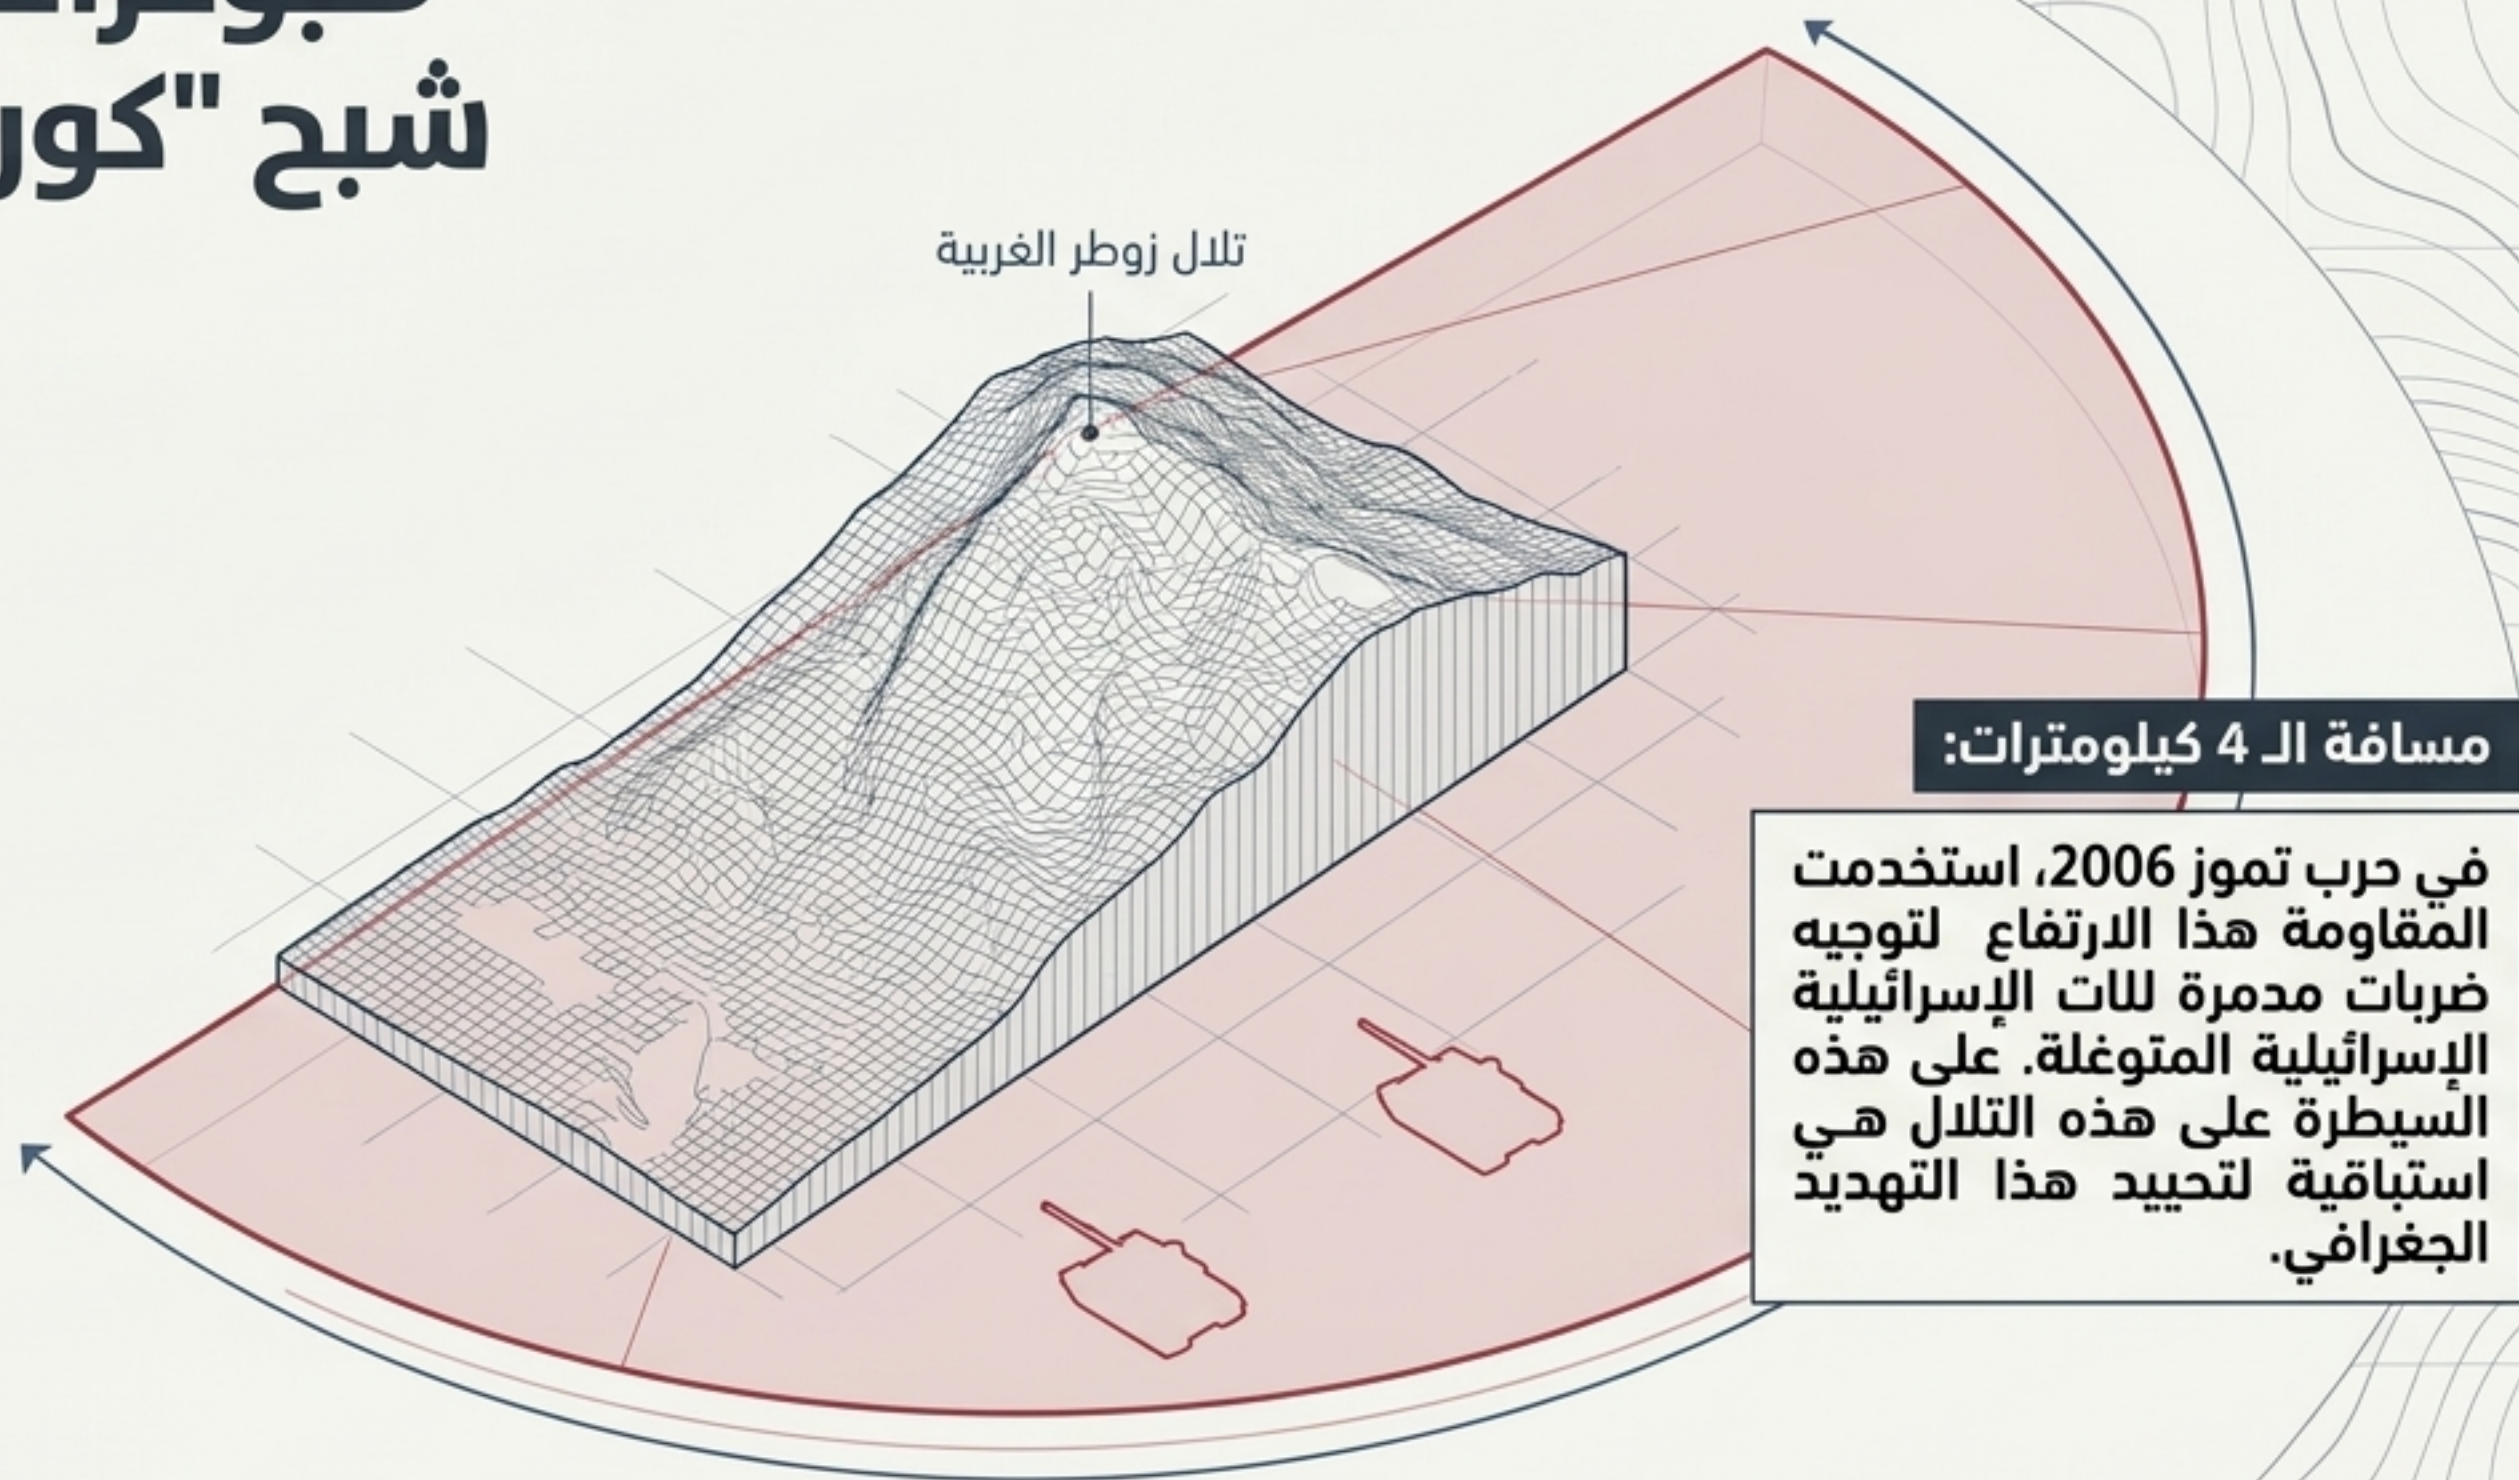 شبح "كور
تلال زوطر الغربية
مسافة الـ 4 كيلومترات:
في حرب تموز 2006، استخدمت
المقاومة هذا الارتفاع لتوجيه
ضربات مدمرة للات الإسرائيلية
الإسرائيلية المتوغلة. على هذه
السيطرة على هذه التلال هي
استباقية لتحييد هذا التهديد
الجغرافي.